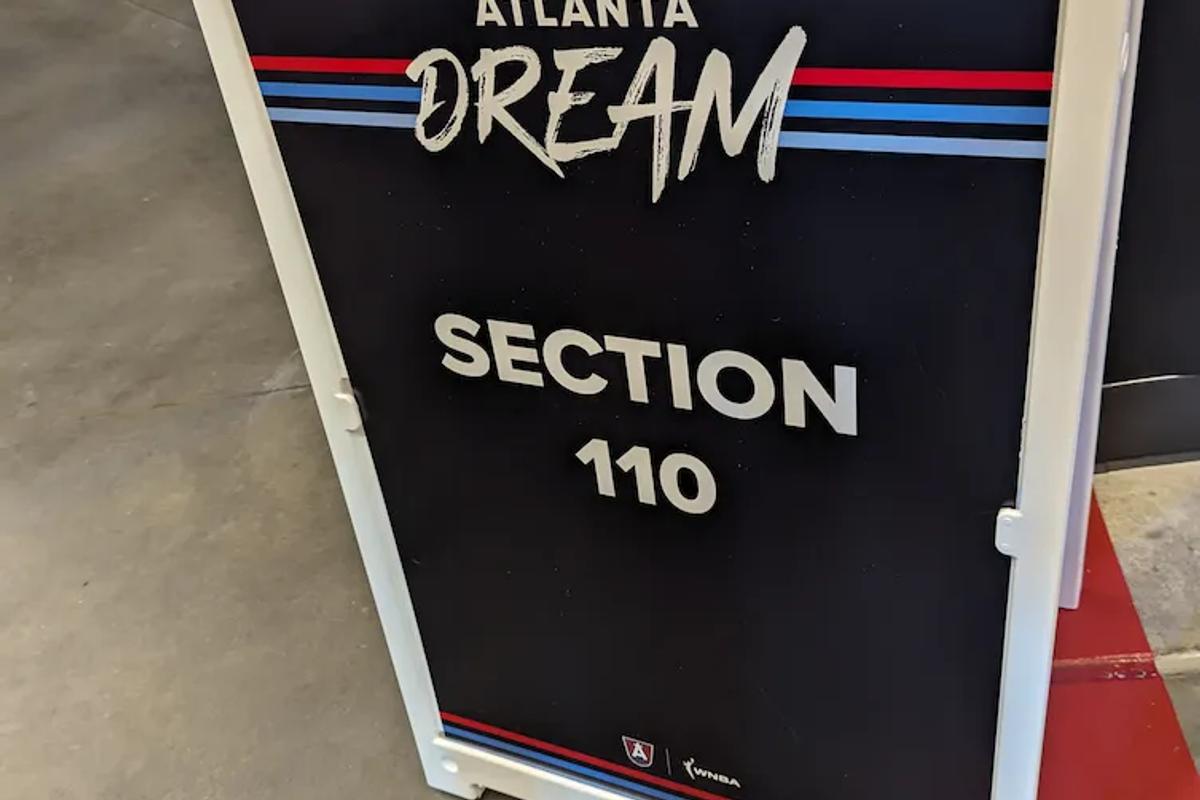 ATLANTA
DREAM
SECTION
110
A
WNBA